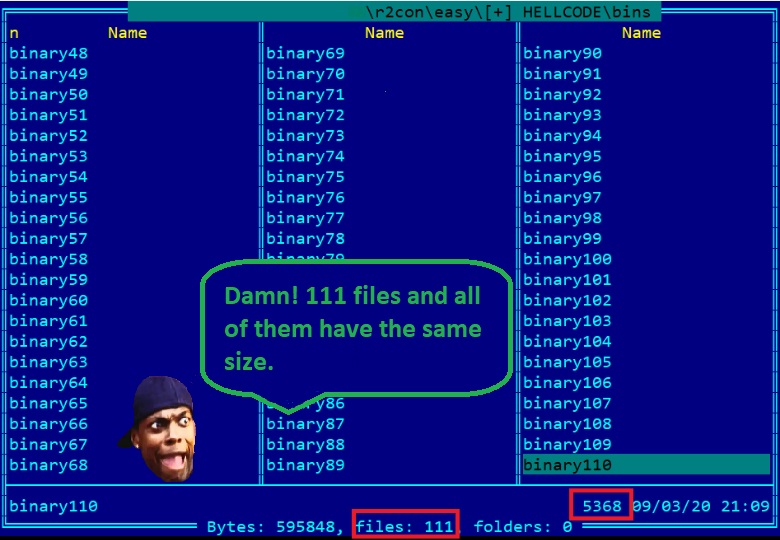 \r2con\easy\[+] HELLCODE\bins
n Name Name Name
binary48 binary69 binary90
binary49 binary70 binary91
binary50 binary71 binary92
binary51 binary72 binary93
binary52 binary73 binary94
binary53 binary74 binary95
binary54 binary75 binary96
binary55 binary76 binary97
binary56 binary77 binary98
binary57 binary78 binary99
binary58 binary79 binary100
binary59 binary101
binary60 binary102
binary61 binary103
binary62 binary104
binary63 binary105
binary64 binary106
binary65 binary107
binary66 binary87 binary108
binary67 binary88 binary109
binary68 binary89 binary110
Damn! 111 files and all
of them have the same
size.
binary110 5368 09/03/20 21:09
Bytes: 595848, files: 111, folders: 0